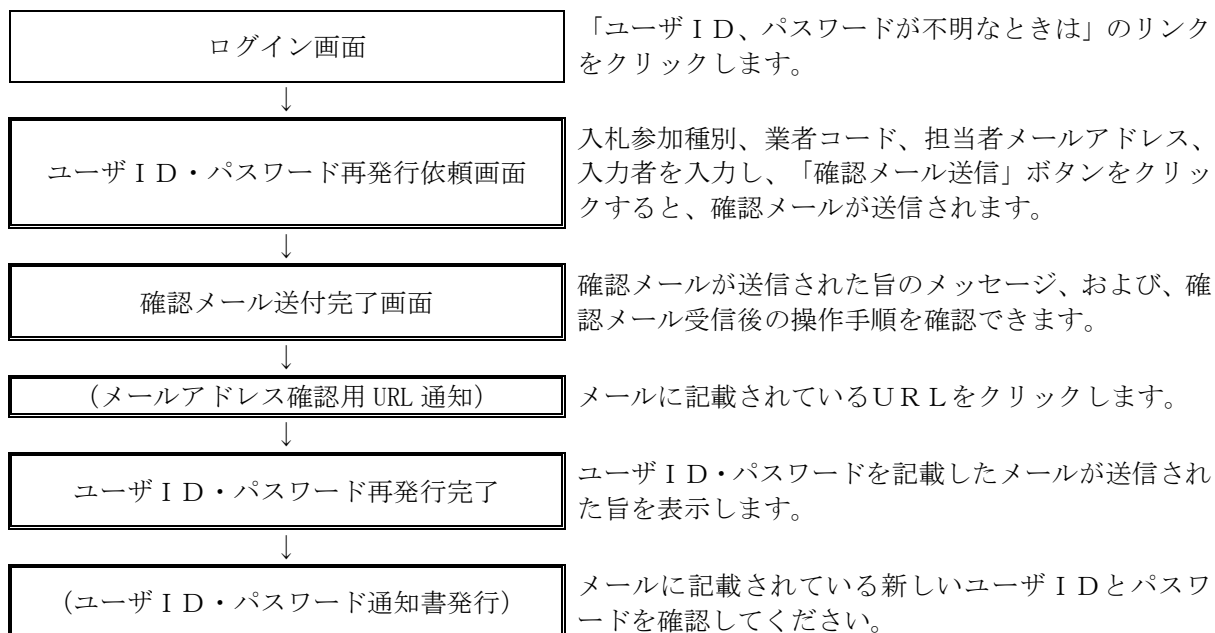 ログイン画面
「ユーザＩＤ、パスワードが不明なときは」のリンク
をクリックします。
↓
ユーザＩＤ・パスワード再発行依頼画面
入札参加種別、業者コード、担当者メールアドレス、
入力者を入力し、「確認メール送信」ボタンをクリッ
クすると、確認メールが送信されます。
↓
確認メール送付完了画面
確認メールが送信された旨のメッセージ、および、確
認メール受信後の操作手順を確認できます。
↓
(メールアドレス確認用 URL 通知)
メールに記載されているＵＲＬをクリックします。
↓
ユーザＩＤ・パスワード再発行完了
ユーザＩＤ・パスワードを記載したメールが送信され
た旨を表示します。
↓
(ユーザＩＤ・パスワード通知書発行)
メールに記載されている新しいユーザＩＤとパスワ
ードを確認してください。